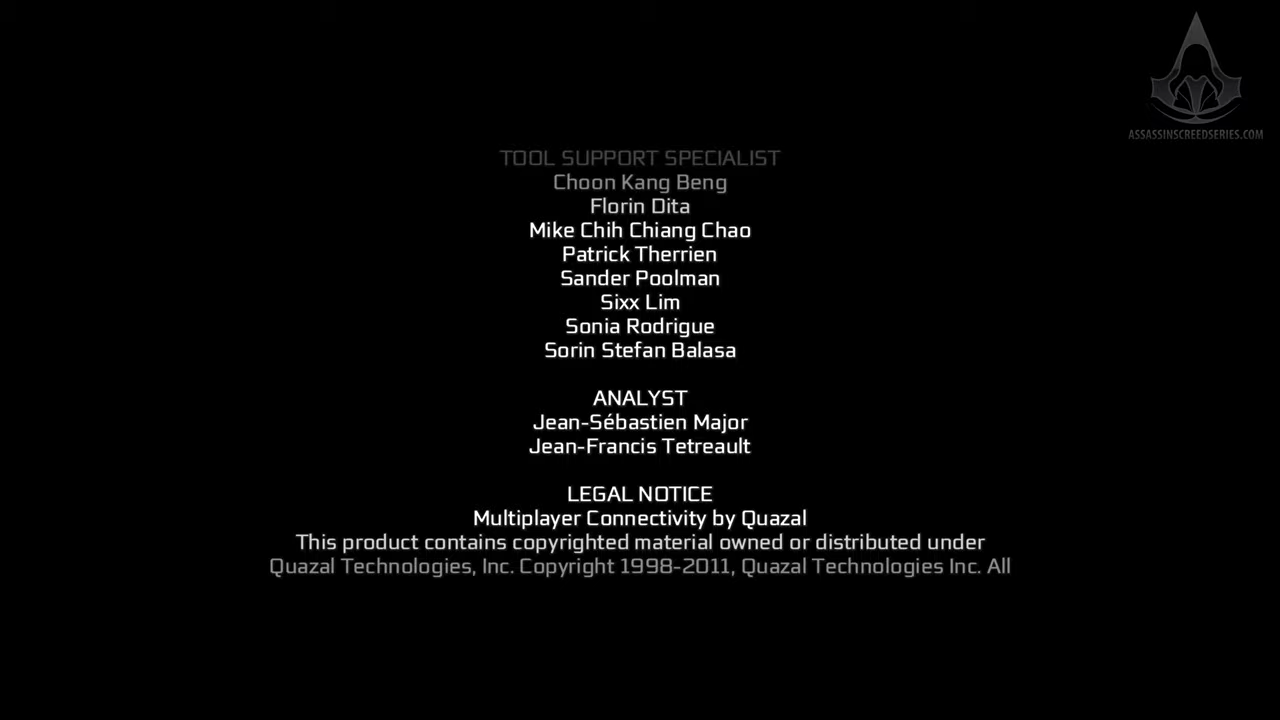 ASSASSINSCREEDSERIES.COM
TOOL SUPPORT SPECIALIST
Choon Kang Beng
Florin Dita
Mike Chih Chiang Chao
Patrick Therrien
Sander Poolman
Sixx Lim
Sonia Rodrigue
Sorin Stefan Balasa
ANALYST
Jean-Sébastien Major
Jean-Francis Tetreault
LEGAL NOTICE
Multiplayer Connectivity by Quazal
This product contains copyrighted material owned or distributed under
Quazal Technologies, Inc. Copyright 1998-2011, Quazal Technologies Inc. All